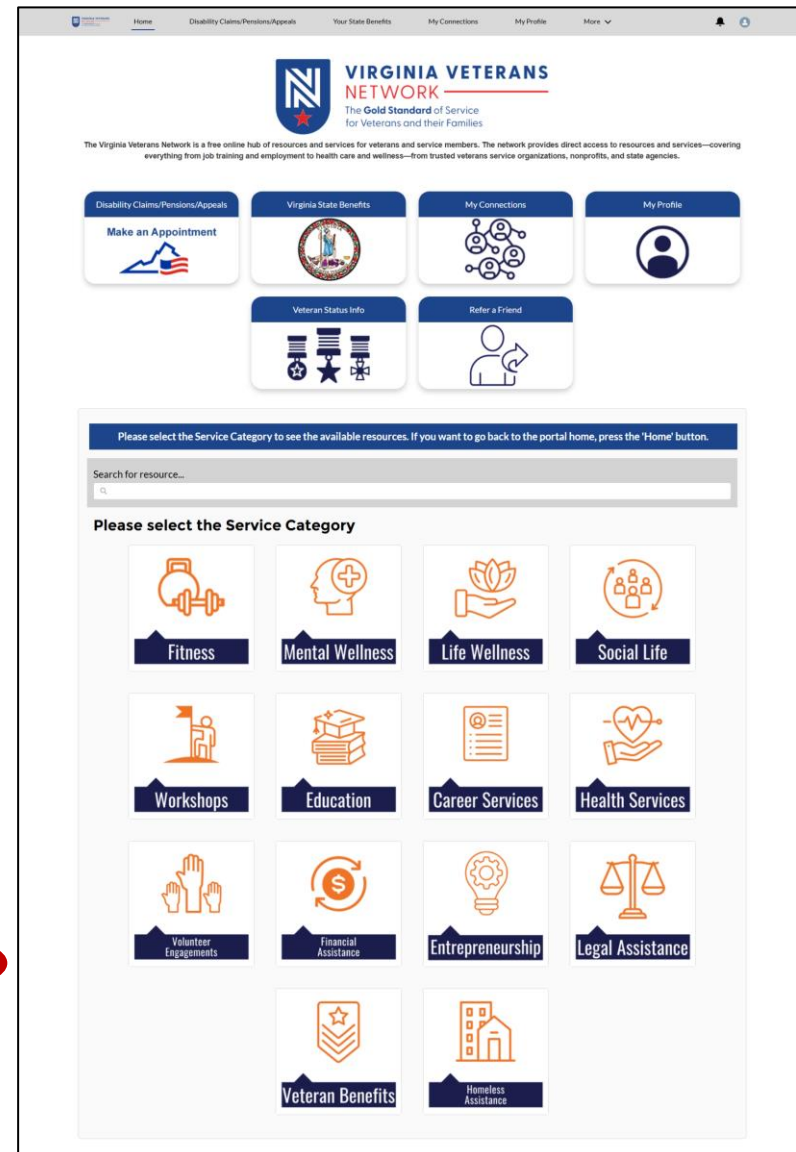 Home Disability Claims/Pensions/Appeals Your State Benefits My Connections My Profile More
VIRGINIA VETERANS
NETWORK
The Gold Standard of Service
for Veterans and their Families
The Virginia Veterans Network is a free online hub of resources and services for veterans and service members. The network provides direct access to resources and services—covering
everything from job training and employment to health care and wellness—from trusted veterans service organizations, nonprofits, and state agencies.
Disability Claims/Pensions/Appeals Virginia State Benefits My Connections My Profile
Make an Appointment
Veteran Status Info Refer a Friend
Please select the Service Category to see the available resources. If you want to go back to the portal home, press the 'Home' button.
Search for resource...
Please select the Service Category
Fitness Mental Wellness Life Wellness Social Life
Workshops Education Career Services Health Services
Volunteer
Engagements
Financial
Assistance
Entrepreneurship Legal Assistance
Veteran Benefits
Homeless
Assistance